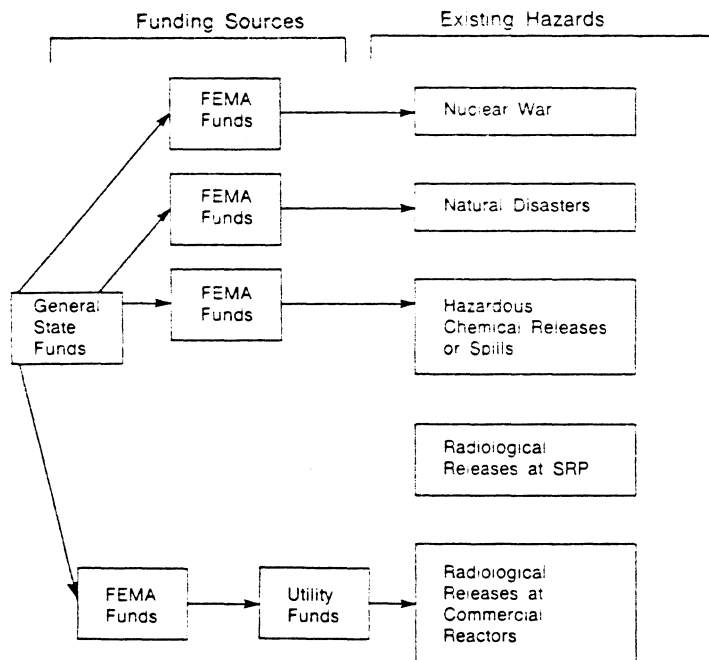 Funding Sources
Existing Hazards
FEMA
Funds
Nuclear War
FEMA
Funds
Natural Disasters
General
State
Funds
FEMA
Funds
Hazardous
Chemical Releases
or Spills
Radiological
Releases at SRP
FEMA
Funds
Utility
Funds
Radiological
Releases at
Commercial
Reactors